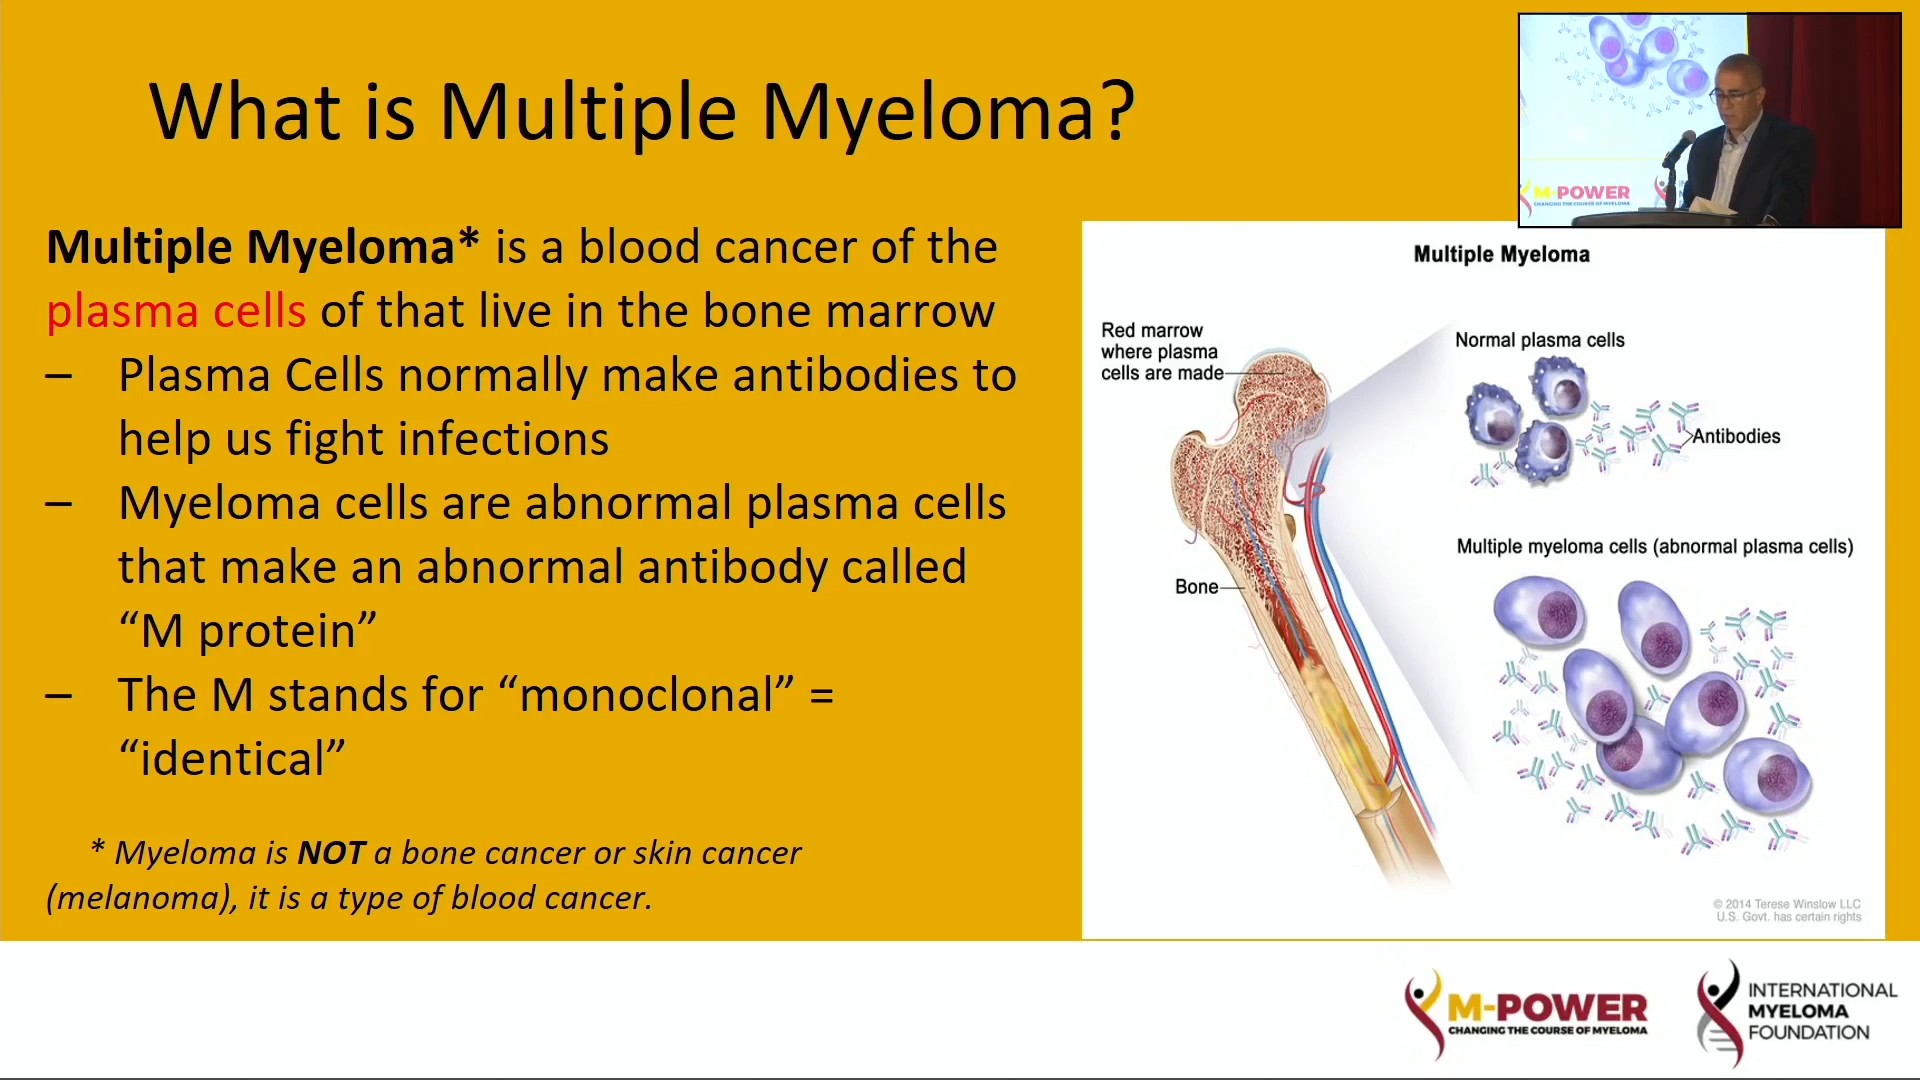 What is Multiple Myeloma?
Multiple Myeloma* is a blood cancer of the
plasma cells of that live in the bone marrow
– Plasma Cells normally make antibodies to
help us fight infections
– Myeloma cells are abnormal plasma cells
that make an abnormal antibody called
“M protein”
– The M stands for “monoclonal” =
“identical”
* Myeloma is NOT a bone cancer or skin cancer
(melanoma), it is a type of blood cancer.
M-POWER
CHANGING THE COURSE OF MYELOMA
Multiple Myeloma
Red marrow
where plasma
cells are made
Bone
Normal plasma cells
Antibodies
Multiple myeloma cells (abnormal plasma cells)
© 2014 Terese Winslow LLC
U.S. Govt. has certain rights
M-POWER
CHANGING THE COURSE OF MYELOMA
INTERNATIONAL
MYELOMA
FOUNDATION